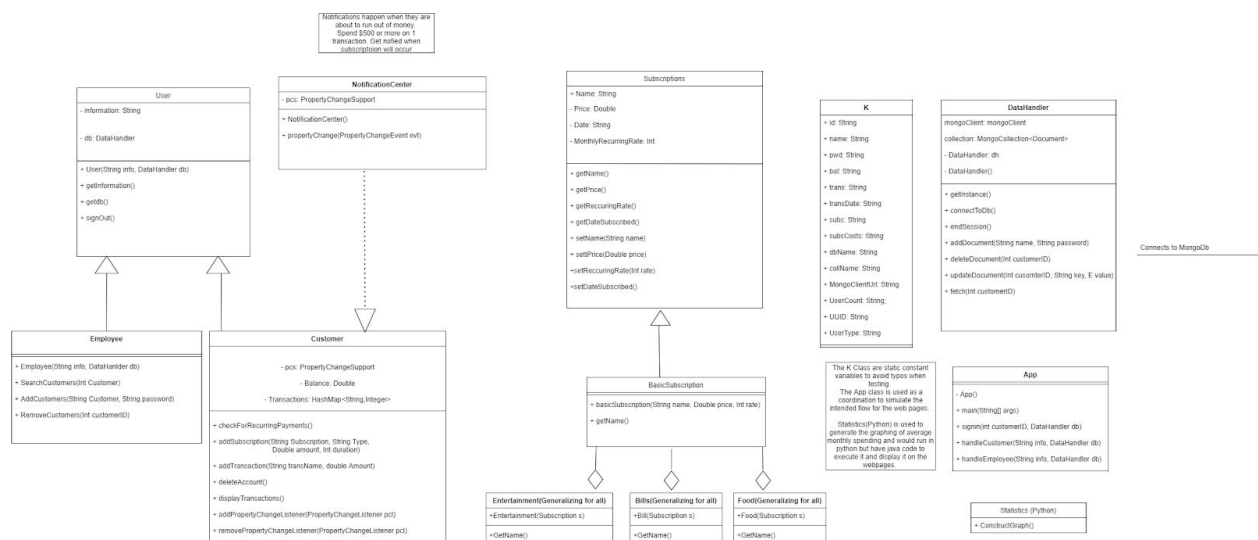 Notifications happen when they are
about to run out of money.
Spend $500 or more on 1
transaction. Get nofied when
subscriptoion will occur
User
- information: String
- db: DataHandler
+ User(String info, DataHandler db)
+ getInformation()
+ getdb()
+ signOut()
NotificationCenter
- pcs: PropertyChangeSupport
+ NotificationCenter()
+ propertyChange(PropertyChangeEvent evt)
Subscriptions
+ Name: String
- Price: Double
- Date: String
- MonthlyRecurringRate: Int
+ getName()
+ getPrice()
+ getReccuringRate()
+ getDateSubscribed()
+ setName(String name)
+ settPrice(Double price)
+setReccuringRate(Int rate)
+setDateSubscribed()
K
+ id: String
+ name: String
+ pwd: String
+ bal: String
+ trans: String
+ transDate: String
+ subs: String
+ subsCosts: String
+ dbName: String
+ collName: String
+ MongoClientUrl: String
+ UserCount: String;
+ UUID: String
+ UserType: String
DataHandler
mongoClient: mongoClient
collection: MongoCollection<Document>
- DataHandler: dh
- DataHandler()
+ getInstance()
+ connectToDb()
+ endSession()
+ addDocument(String name, String password)
+ deleteDocument(Int customerID)
+ updateDocument(Int cusomterID, String key, E value)
+ fetch(Int customerID)
Connects to MongoDb
Employee
+ Employee(String info, DataHanlder db)
+ SearchCustomers(Int Customer)
+ AddCustomers(String Customer, String password)
+ RemoveCustomers(Int customerID)
Customer
- pcs: PropertyChangeSupport
- Balance: Double
- Transactions: HashMap<String,Integer>
+ checkForRecurringPayments()
+ addSubscription(String Subscription, String Type,
Double amount, Int duration)
+ addTransaction(String transName, double Amount)
+ deleteAccount()
+ displayTransactions()
+ addPropertyChangeListener(PropertyChangeListener pcl)
+ removePropertyChangeListener(PropertyChangeListener pcl)
BasicSubscription
+ basicSubscription(String name, Double price, Int rate)
+ getName()
Entertainment(Generalizing for all)
+Entertainment(Subscription s)
+GetName()
Bills(Generalizing for all)
+Bill(Subscription s)
+GetName()
Food(Generalizing for all)
+Food(Subscription s)
+GetName()
The K Class are static constant
variables to avoid typos when
testing.
The App class is used as a
coordination to simulate the
intended flow for the web pages.
Statistics(Python) is used to
generate the graphing of average
monthly spending and would run in
python but have java code to
execute it and display it on the
webpages.
App
- App()
+ main(String[] args)
+ signin(int customerID, DataHandler db)
+ handleCustomer(String info, DataHandler db)
+ handleEmployee(String info, DataHandler db)
Statistics (Python)
+ ConstructGraph()